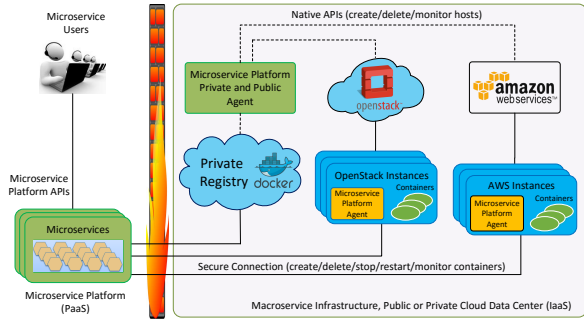 Microservice
Users
Native APIs (create/delete/monitor hosts)
Microservice Platform
Private and Public
Agent
openstack
amazon
webservices™
Private
Registry
docker
Microservice
Platform APIs
OpenStack Instances
Microservice
Platform
Agent
Containers
AWS Instances
Microservice
Platform
Agent
Containers
Microservices
Secure Connection (create/delete/stop/restart/monitor containers)
Microservice Platform
(PaaS)
Macroservice Infrastructure, Public or Private Cloud Data Center (IaaS)